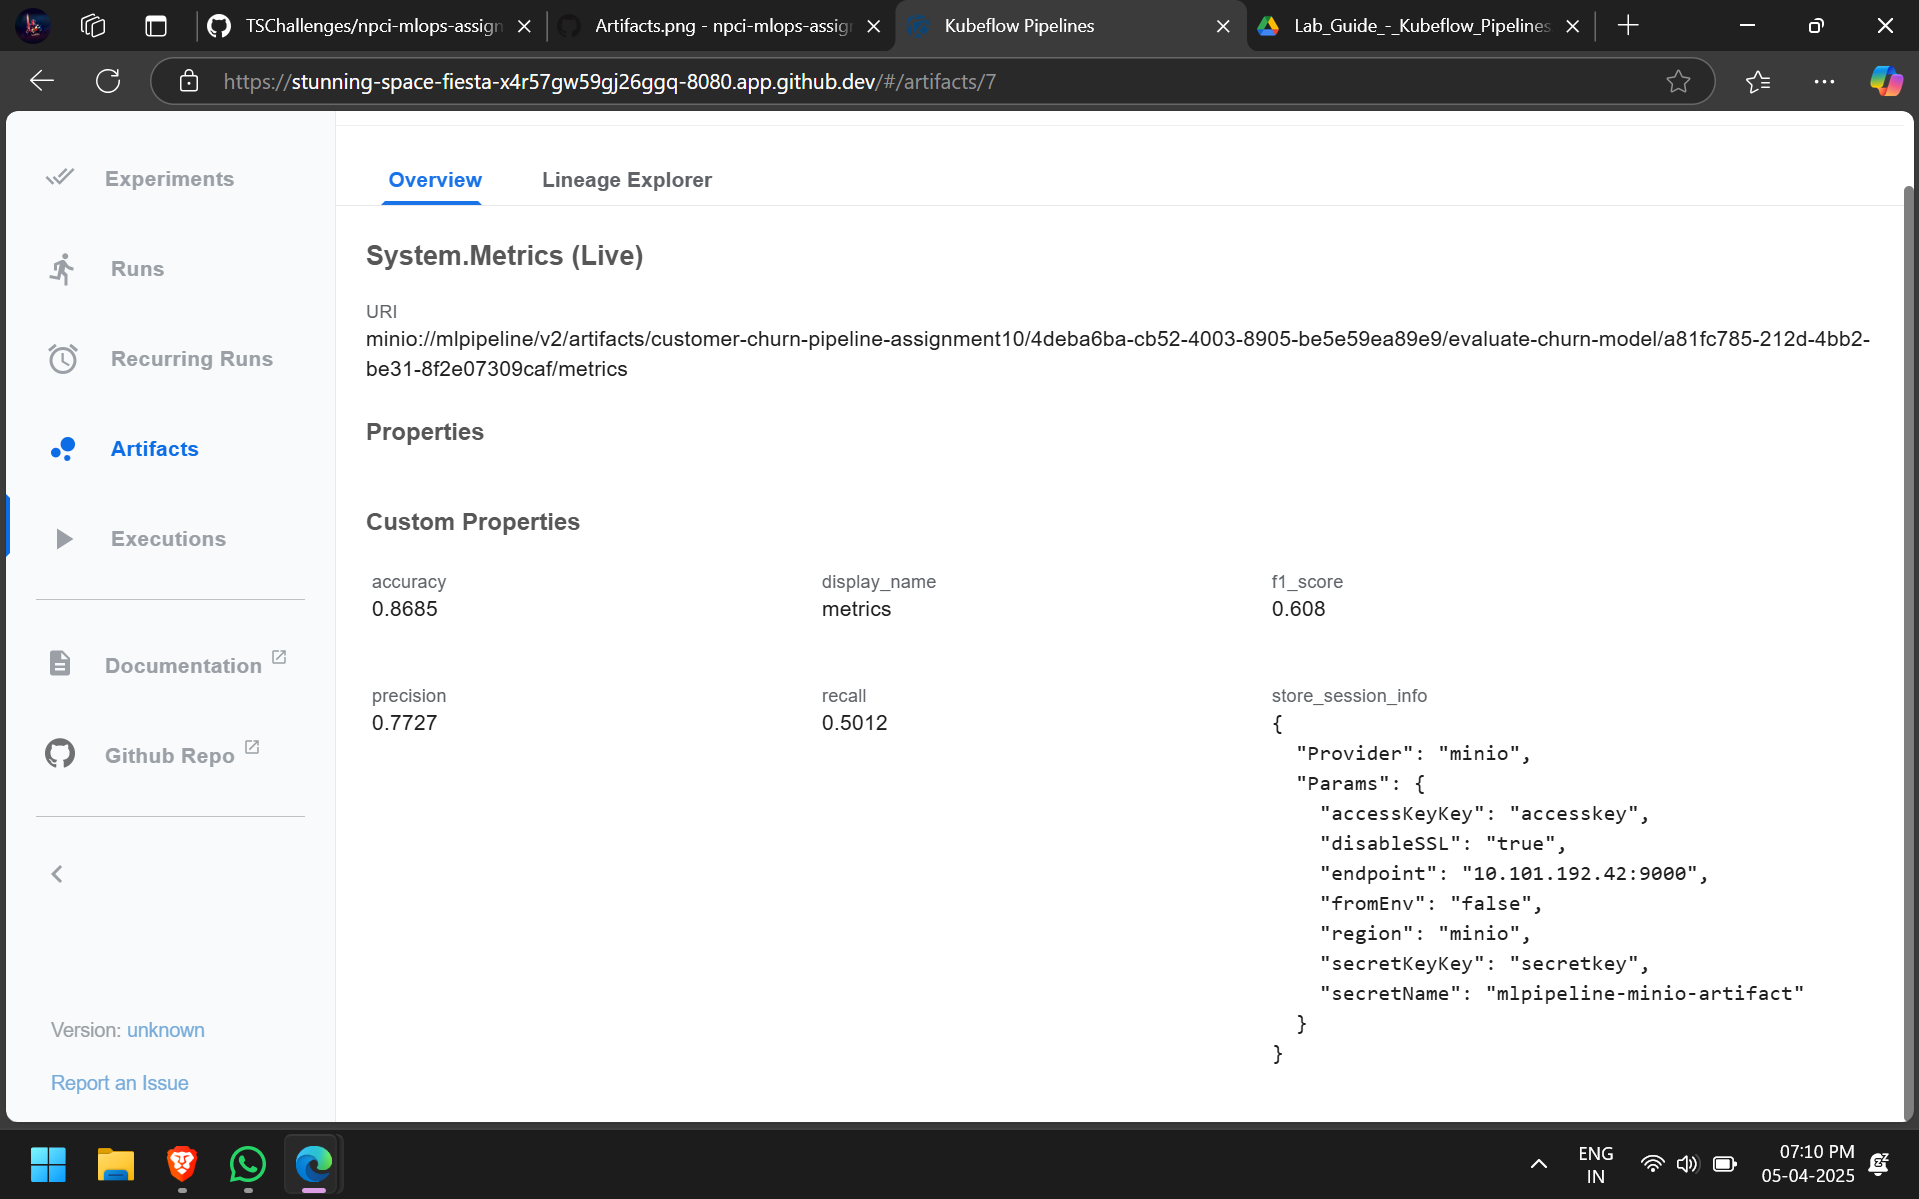 TSChallenges/npci-mlops-assign
Artifacts.png - npci-mlops-assig
Kubeflow Pipelines
Lab_Guide_-_Kubeflow_Pipelines
https://stunning-space-fiesta-x4r57gw59gj26ggq-8080.app.github.dev/#/artifacts/7
Experiments
Runs
Recurring Runs
Artifacts
Executions
Documentation
Github Repo
Version: unknown
Report an Issue
Overview
Lineage Explorer
System.Metrics (Live)
URI
minio://mlpipeline/v2/artifacts/customer-churn-pipeline-assignment10/4deba6ba-cb52-4003-8905-be5e59ea89e9/evaluate-churn-model/a81fc785-212d-4bb2-
be31-8f2e07309caf/metrics
Properties
Custom Properties
accuracy
0.8685
display_name
metrics
f1_score
0.608
precision
0.7727
recall
0.5012
store_session_info
{
"Provider": "minio",
"Params": {
"accessKeyKey": "accesskey",
"disableSSL": "true",
"endpoint": "10.101.192.42:9000",
"fromEnv": "false",
"region": "minio",
"secretKeyKey": "secretkey",
"secretName": "mlpipeline-minio-artifact"
}
}
ENG
IN
07:10 PM
05-04-2025